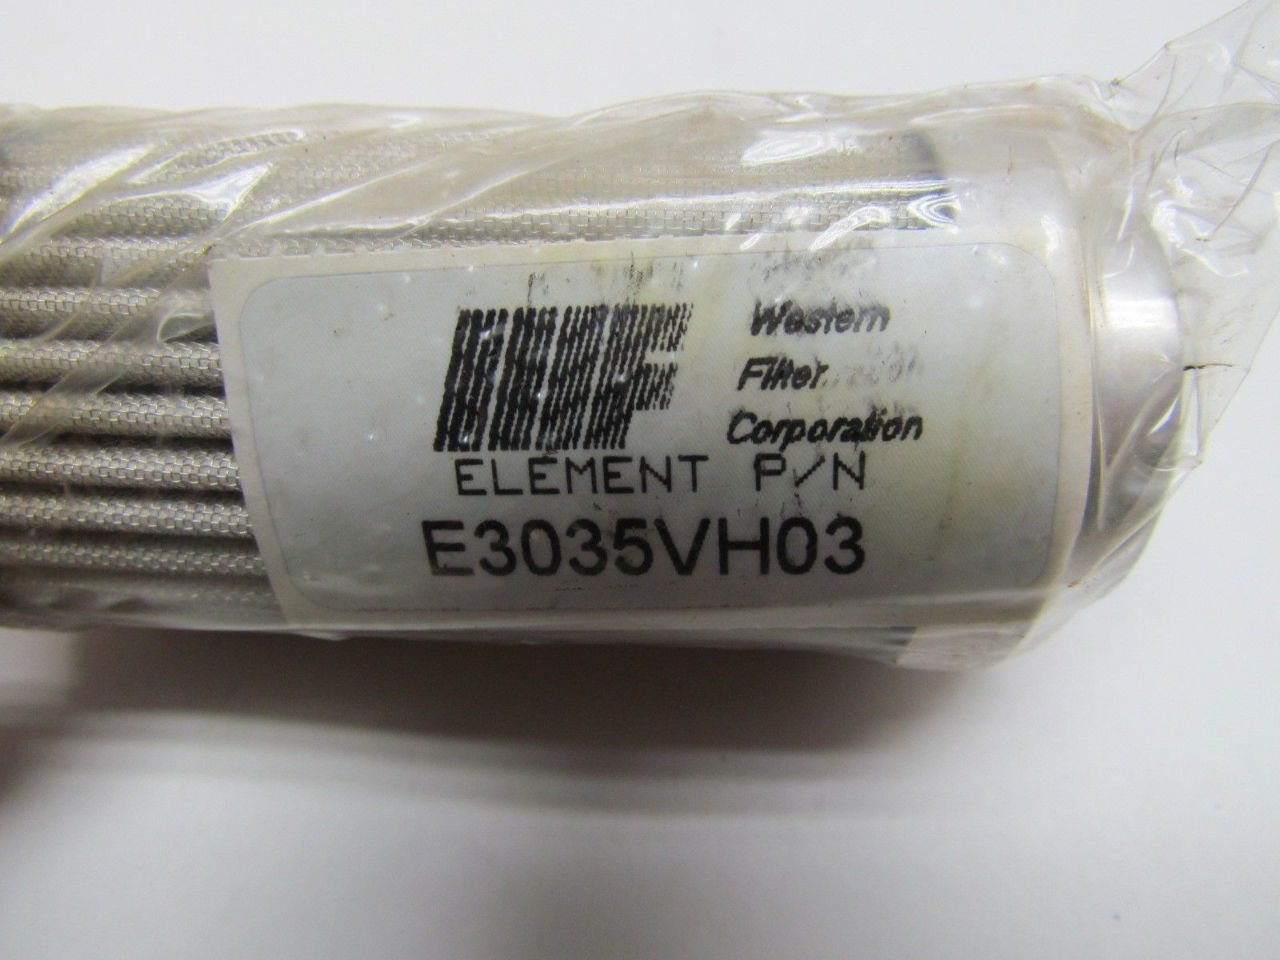 Western
Filter
Corporation
ELEMENT P/N
E3035VH03